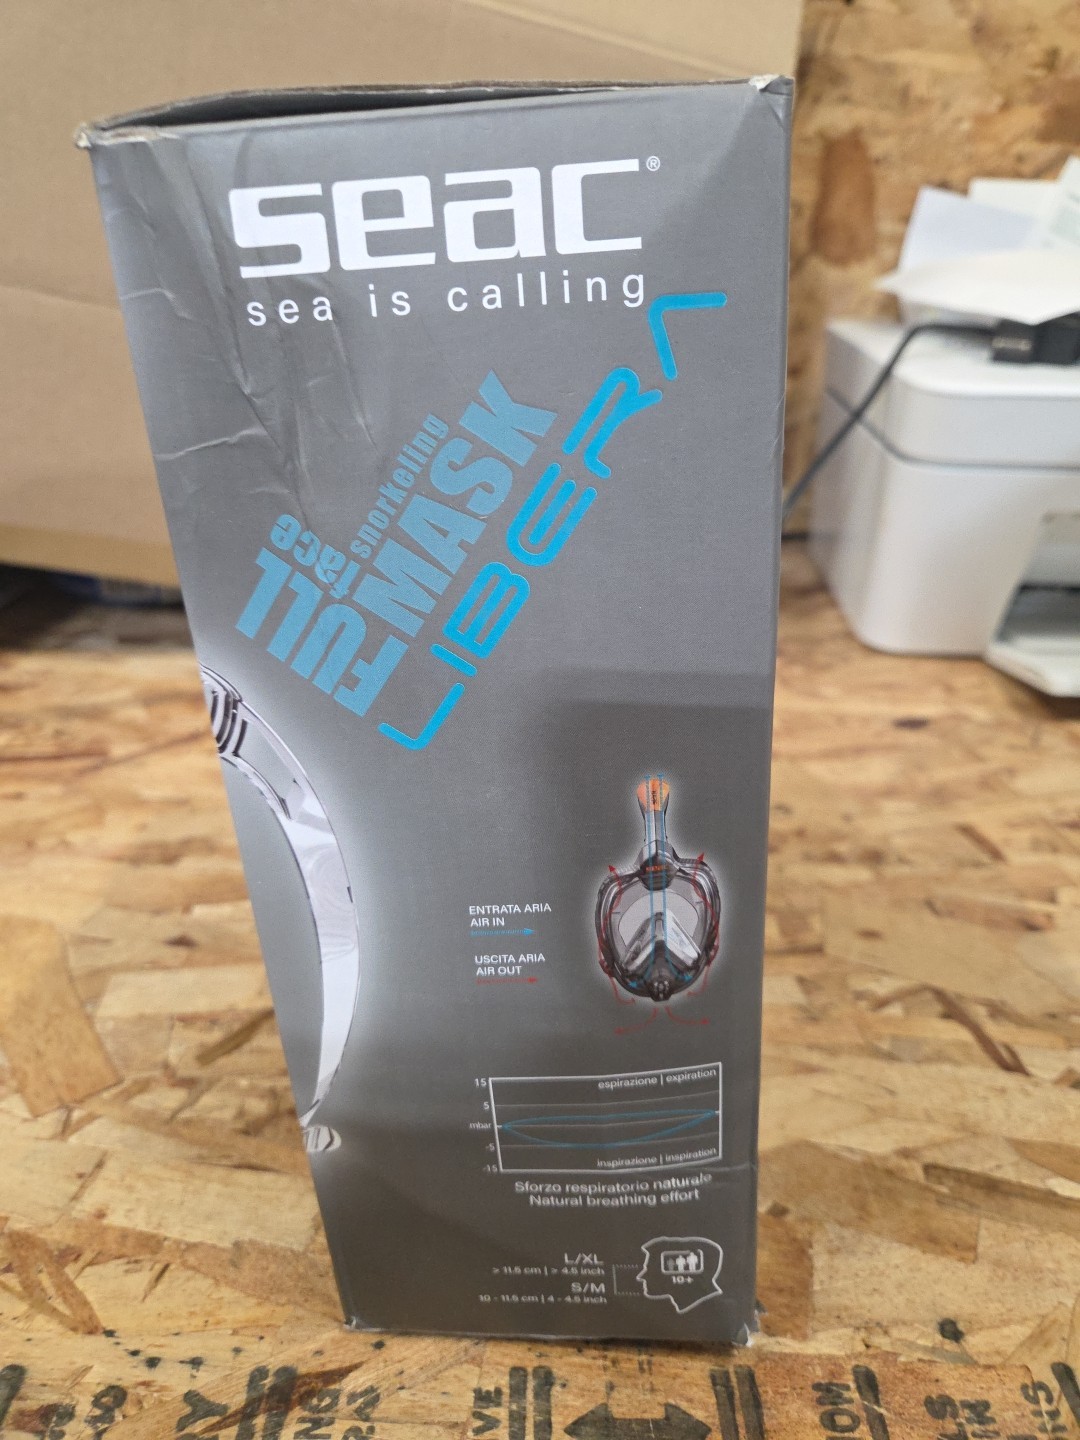 seac®
sea is calling
FULL face
snorkeling
MASK
LIBERA
ENTRATA ARIA
AIR IN
USCITA ARIA
AIR OUT
15
espirazione | expiration
5
mbar
-5
-15
inspirazione | inspiration
Sforzo respiratorio naturale
Natural breathing effort
L/XL
> 11.5 cm | > 4.5 inch
10+
S/M
10 - 11.5 cm | 4 - 4.5 inch